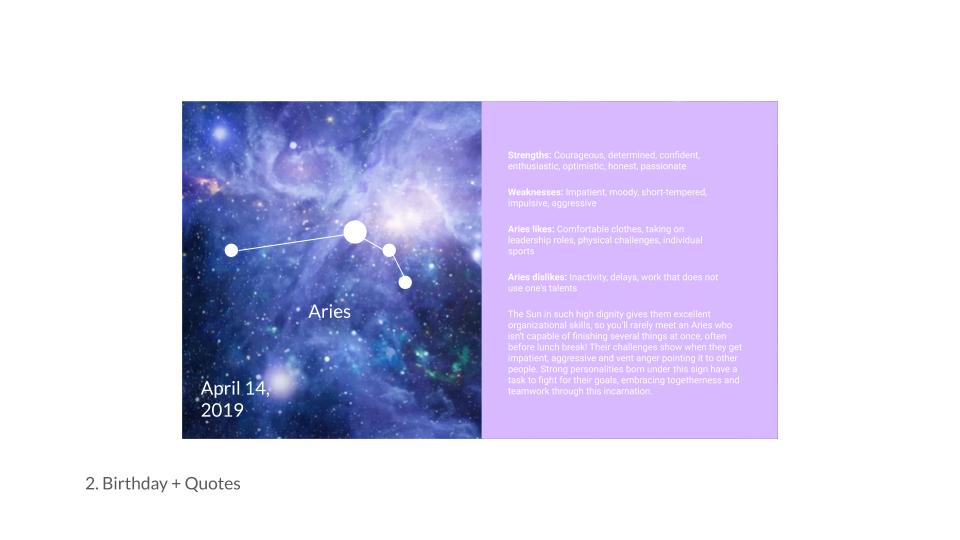 Aries
April 14,
2019
Strengths: Courageous, determined, confident,
enthusiastic, optimistic, honest, passionate
Weaknesses: Impatient, moody, short-tempered,
impulsive, aggressive
Aries likes: Comfortable clothes, taking on
leadership roles, physical challenges, individual
sports
Aries dislikes: Inactivity, delays, work that does not
use one's talents
The Sun in such high dignity gives them excellent
organizational skills, so you'll rarely meet an Aries who
isn't capable of finishing several things at once, often
before lunch break! Their challenges show when they get
impatient, aggressive and vent anger pointing it to other
people. Strong personalities born under this sign have a
task to fight for their goals, embracing togetherness and
teamwork through this incarnation.
2. Birthday + Quotes